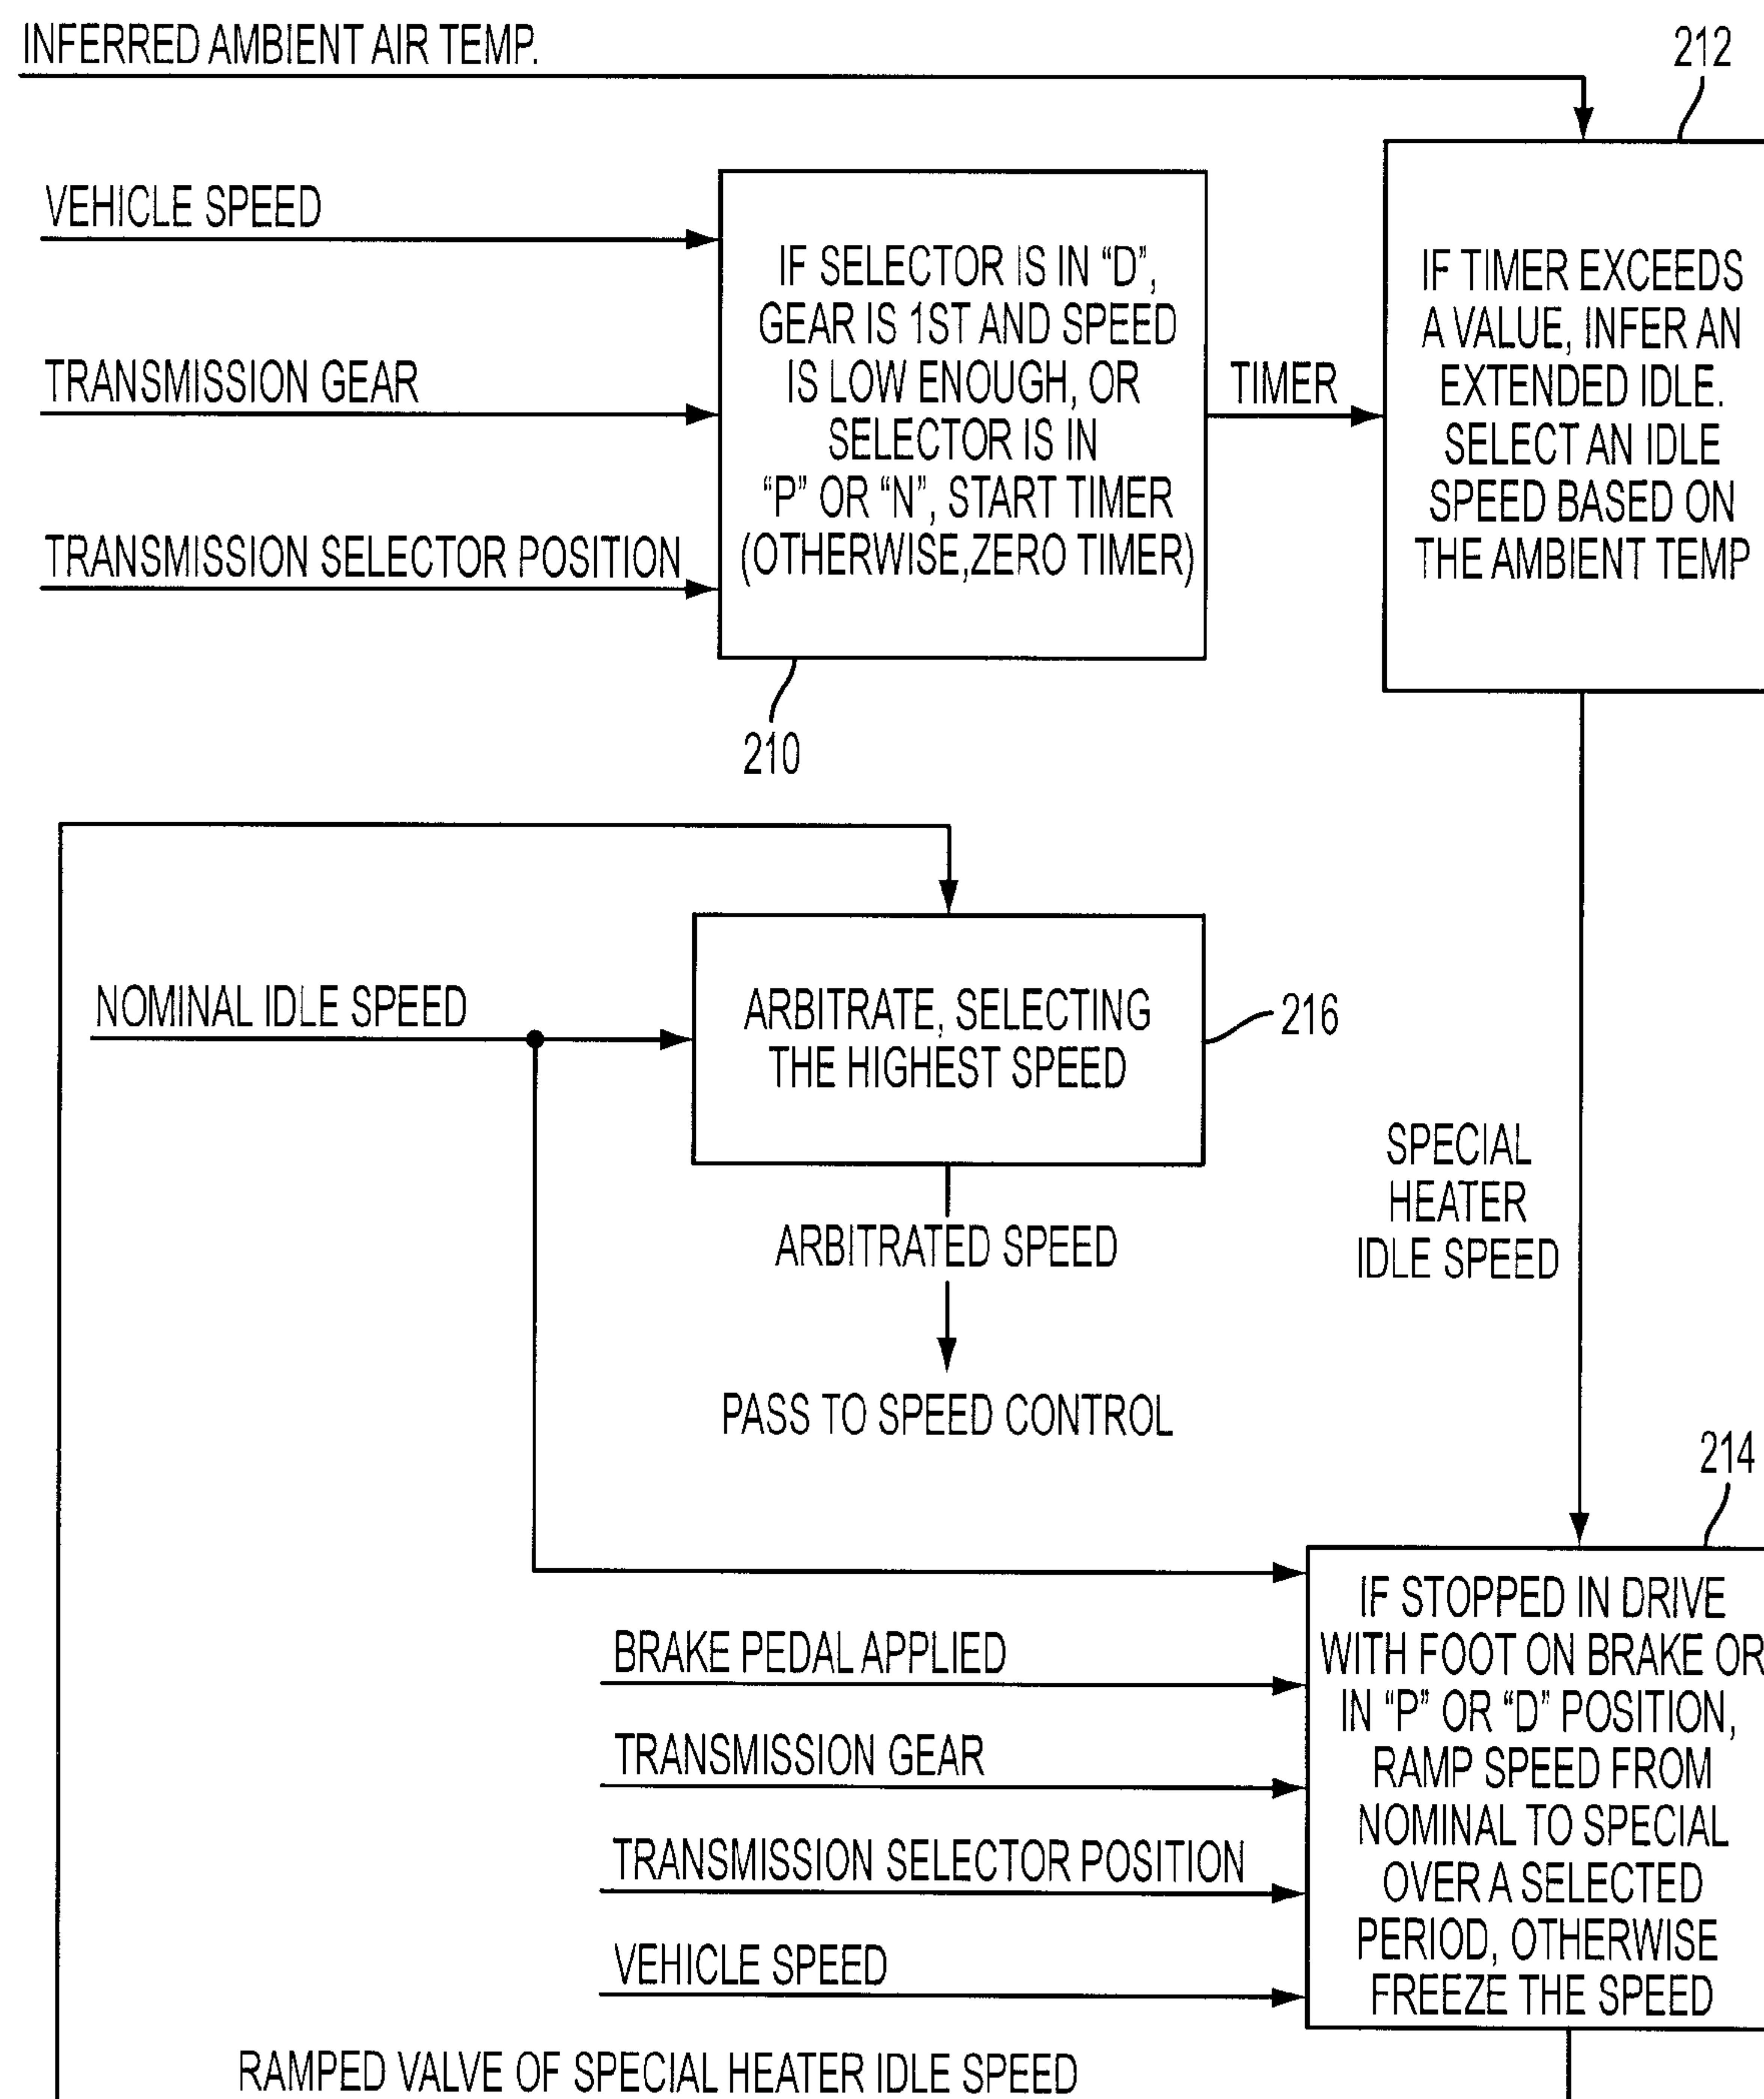 INFERRED AMBIENT AIR TEMP.
212
VEHICLE SPEED
TRANSMISSION GEAR
TRANSMISSION SELECTOR POSITION
IF SELECTOR IS IN “D”,
GEAR IS 1ST AND SPEED
IS LOW ENOUGH, OR
SELECTOR IS IN
“P” OR “N”, START TIMER
(OTHERWISE,ZERO TIMER)
210
TIMER
IF TIMER EXCEEDS
A VALUE, INFER AN
EXTENDED IDLE.
SELECT AN IDLE
SPEED BASED ON
THE AMBIENT TEMP
NOMINAL IDLE SPEED
ARBITRATE, SELECTING
THE HIGHEST SPEED
216
ARBITRATED SPEED
PASS TO SPEED CONTROL
SPECIAL
HEATER
IDLE SPEED
214
BRAKE PEDAL APPLIED
TRANSMISSION GEAR
TRANSMISSION SELECTOR POSITION
VEHICLE SPEED
IF STOPPED IN DRIVE
WITH FOOT ON BRAKE OR
IN “P” OR “D” POSITION,
RAMP SPEED FROM
NOMINAL TO SPECIAL
OVER A SELECTED
PERIOD, OTHERWISE
FREEZE THE SPEED
RAMPED VALVE OF SPECIAL HEATER IDLE SPEED